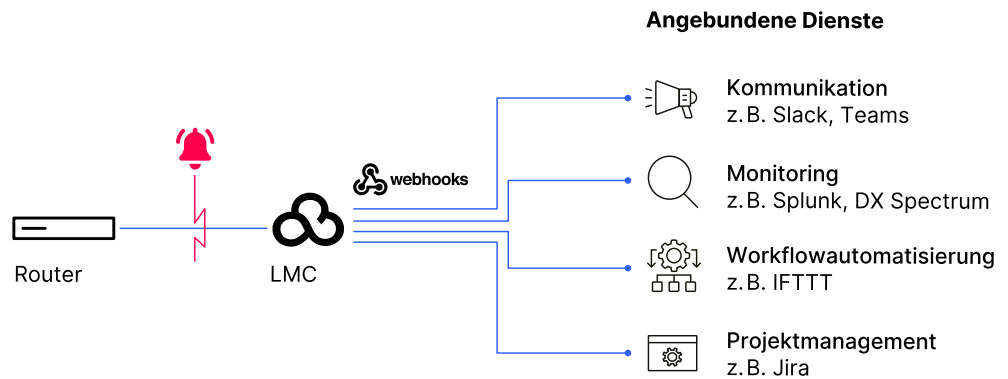 Angebundene Dienste
Kommunikation
z. B. Slack, Teams
webhooks
Monitoring
z. B. Splunk, DX Spectrum
Router
LMC
Workflowautomatisierung
z. B. IFTTT
Projektmanagement
z. B. Jira